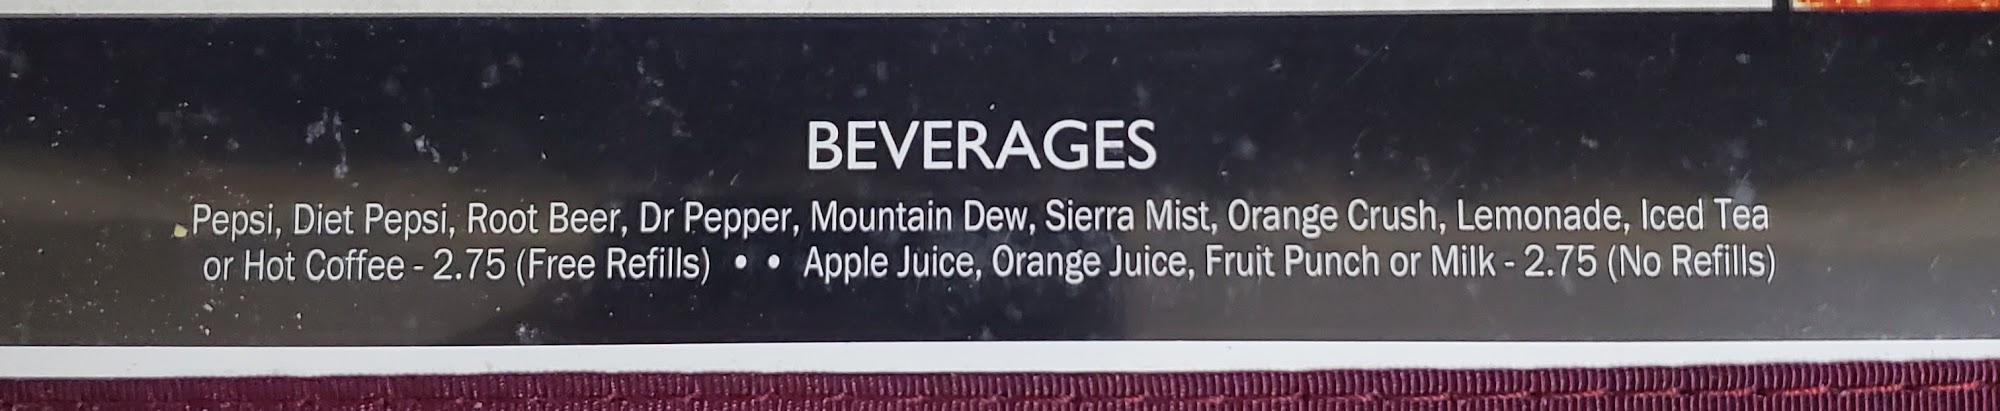 BEVERAGES
Pepsi, Diet Pepsi, Root Beer, Dr Pepper, Mountain Dew, Sierra Mist, Orange Crush, Lemonade, Iced Tea
or Hot Coffee - 2.75 (Free Refills) • • Apple Juice, Orange Juice, Fruit Punch or Milk - 2.75 (No Refills)